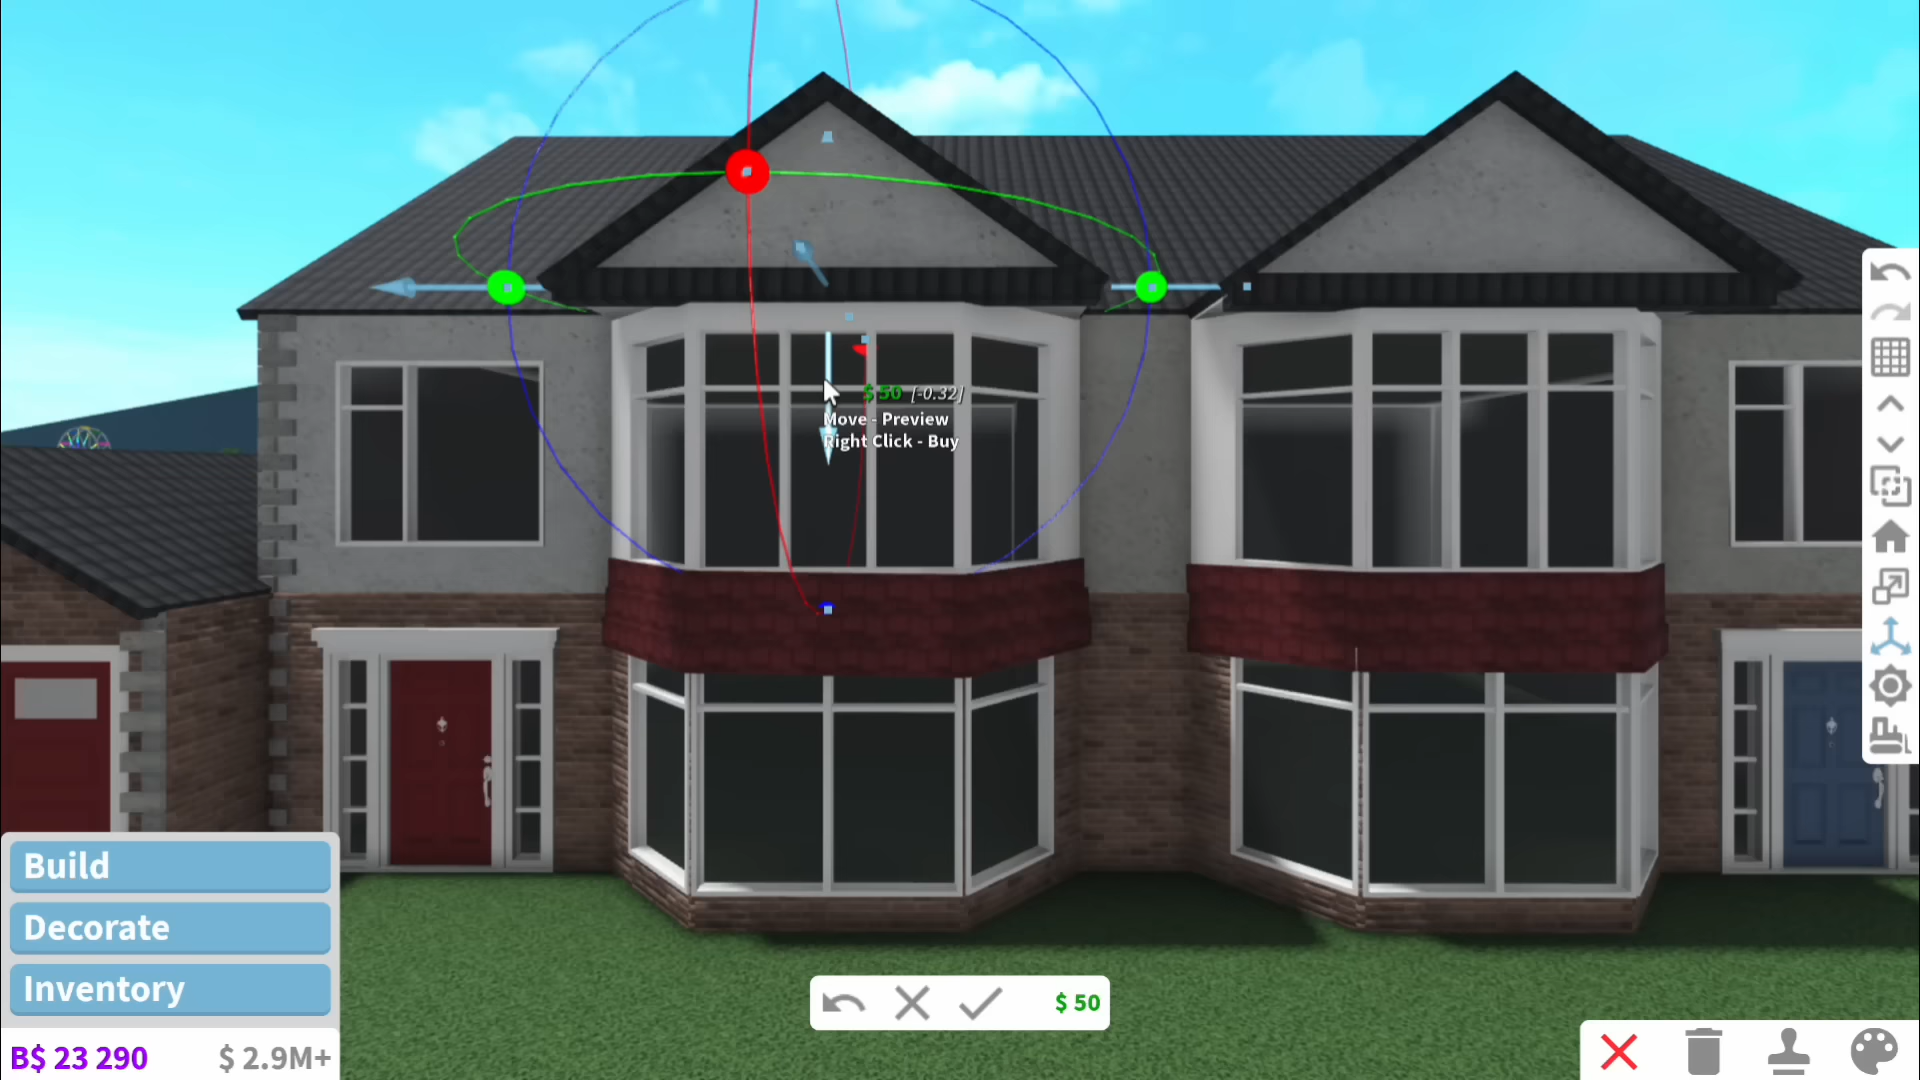 $ 50 [-0.32]
Move - Preview
Right Click - Buy
Build
Decorate
Inventory
B$ 23 290 $ 2.9M+
$ 50